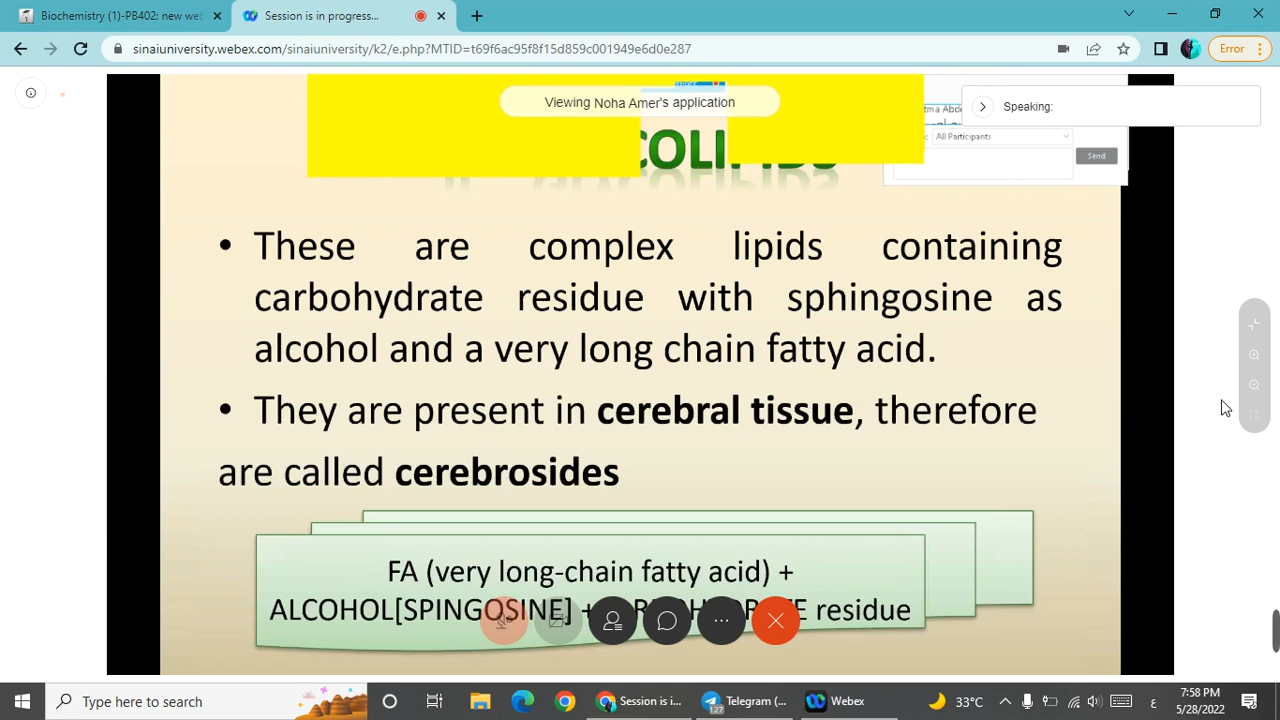 Biochemistry (1)-PB402: new web
Session is in progress...
sinaiuniversity.webex.com/sinaiuniversity/k2/e.php?MTID=t69f6ac95f8f15d859c001949e6d0e287
Error
Viewing Noha Amer's application
Speaking:
All Participants
Send
• These are complex lipids containing
carbohydrate residue with sphingosine as
alcohol and a very long chain fatty acid.
• They are present in cerebral tissue, therefore
are called cerebrosides
FA (very long-chain fatty acid) +
ALCOHOL[SPINGOSINE] + residue
Type here to search
Session is i...
Telegram (...
127
Webex
33°C
ع
7:58 PM
5/28/2022